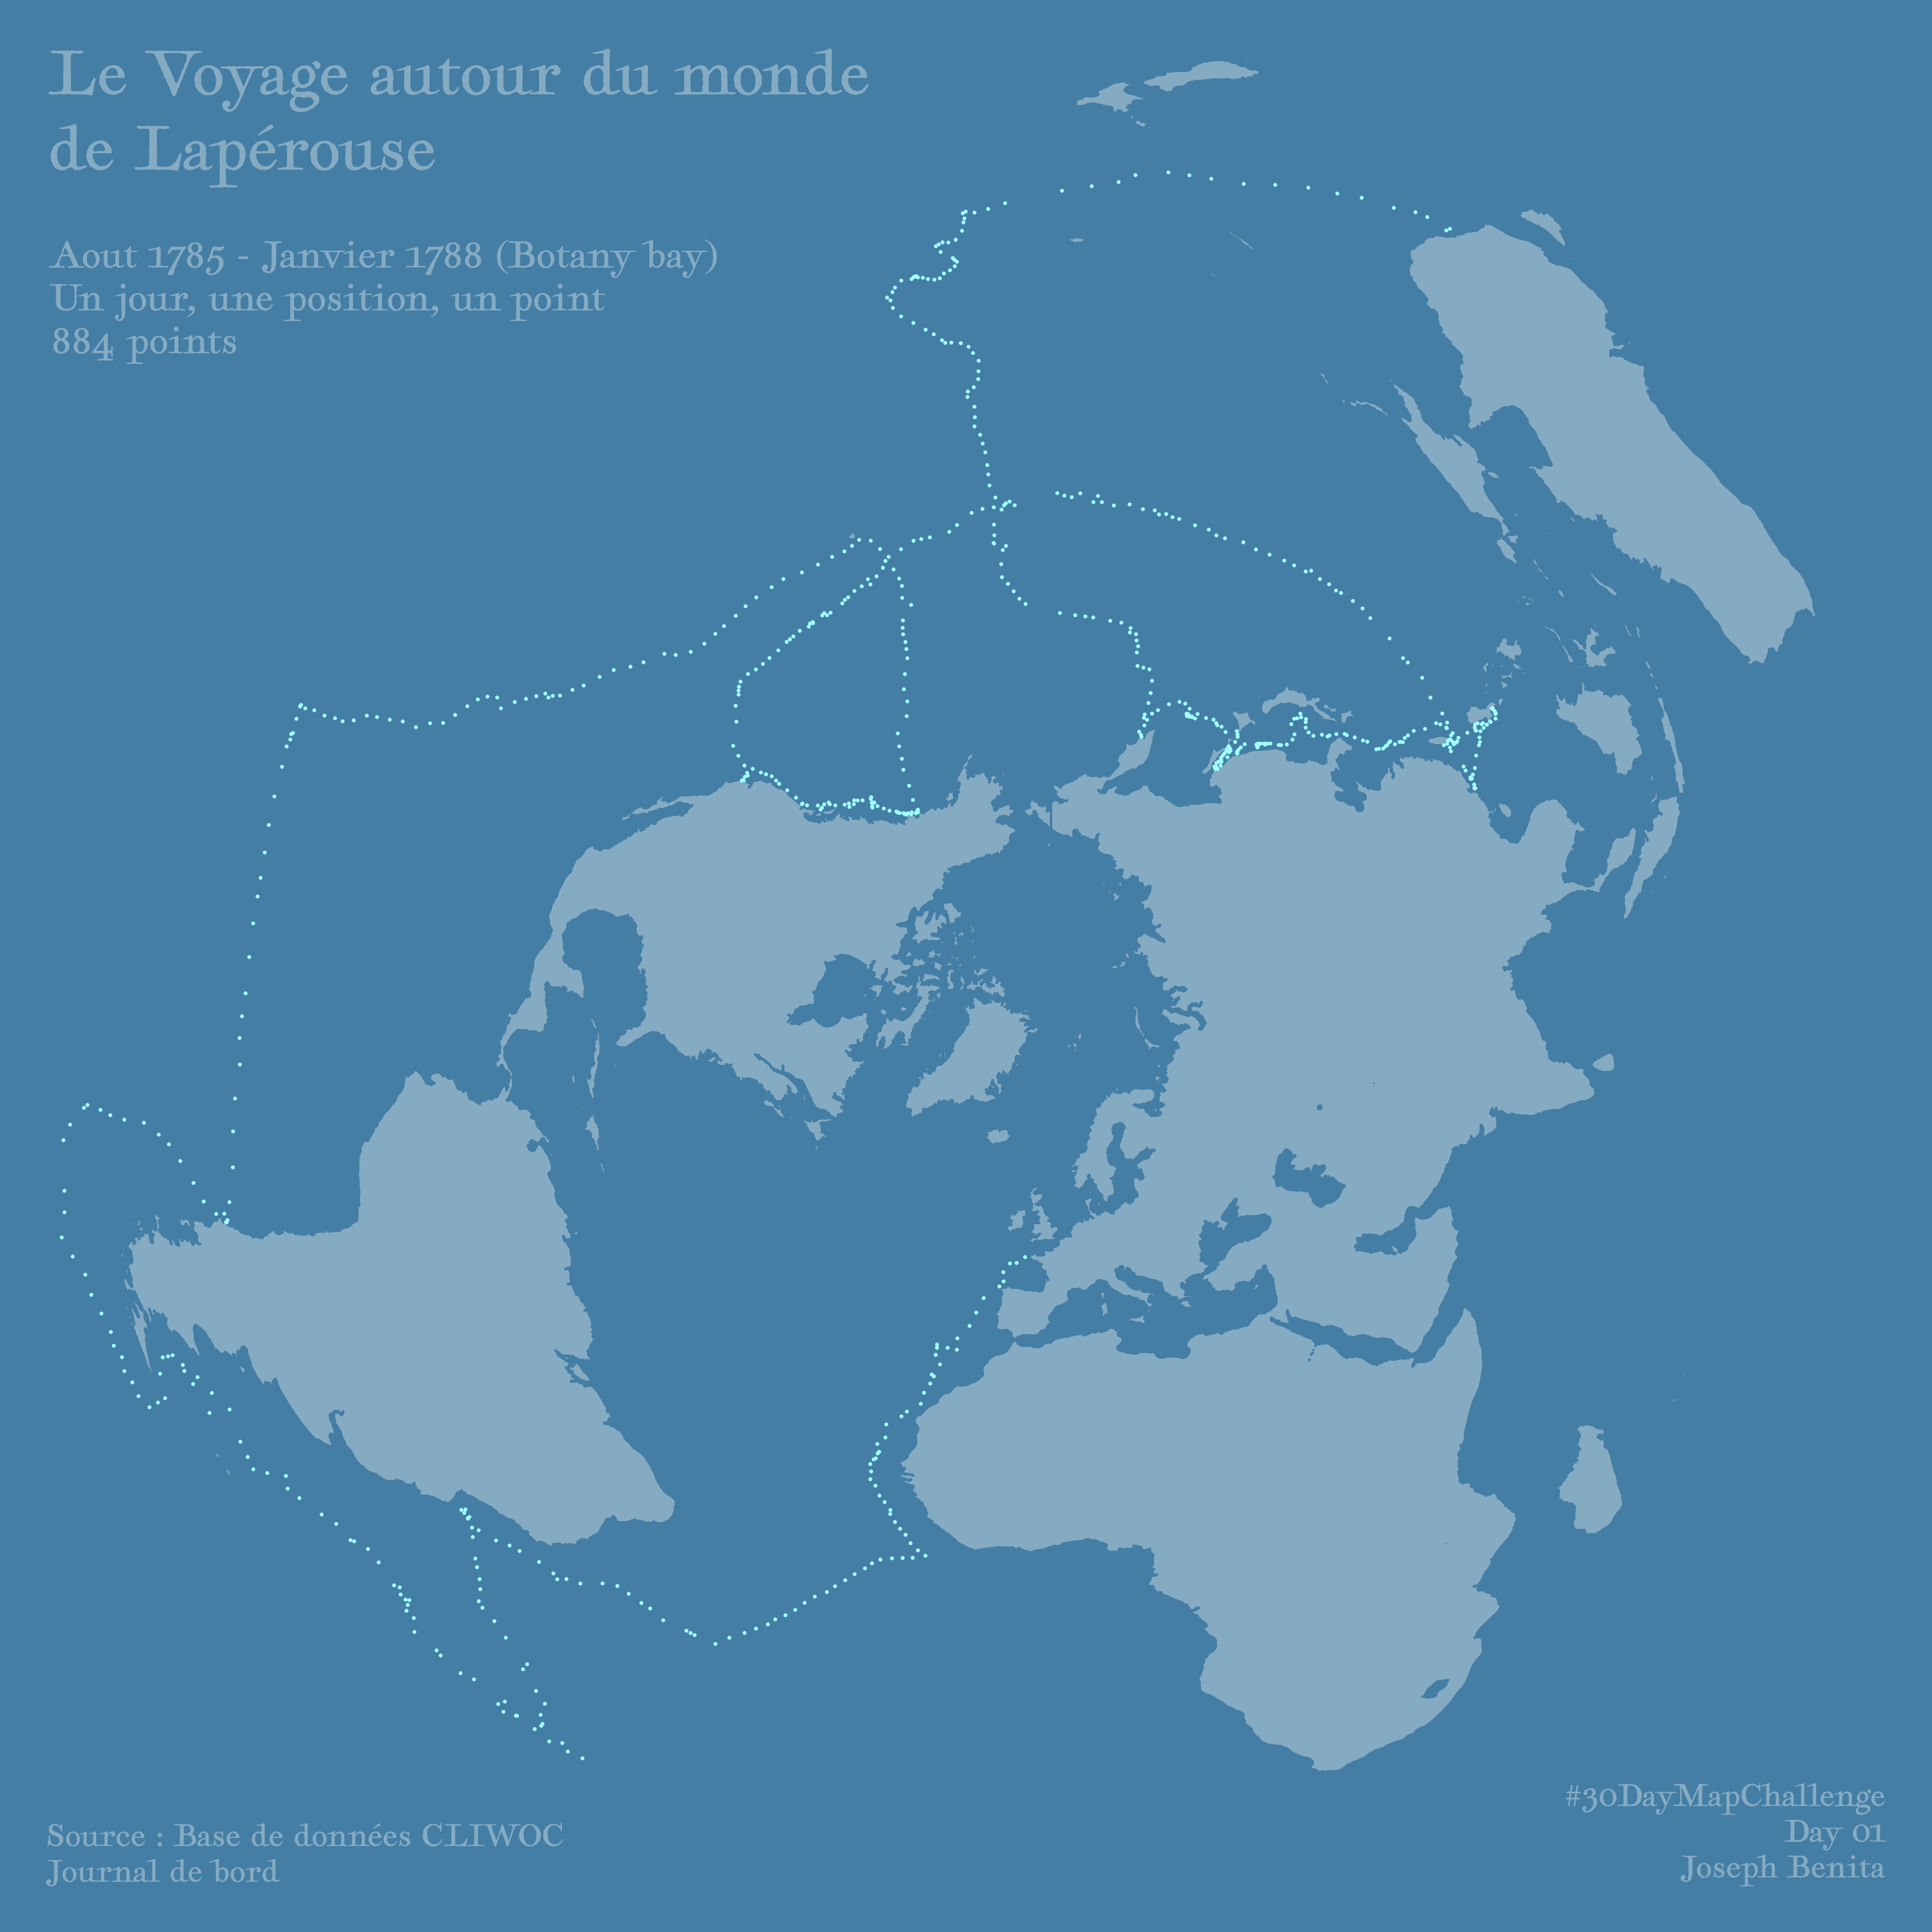 Le Voyage autour du monde
de Lapérouse
Aout 1785 - Janvier 1788 (Botany bay)
Un jour, une position, un point
884 points
Source : Base de données CLIWOC
Journal de bord
#30DayMapChallenge
Day 01
Joseph Benita